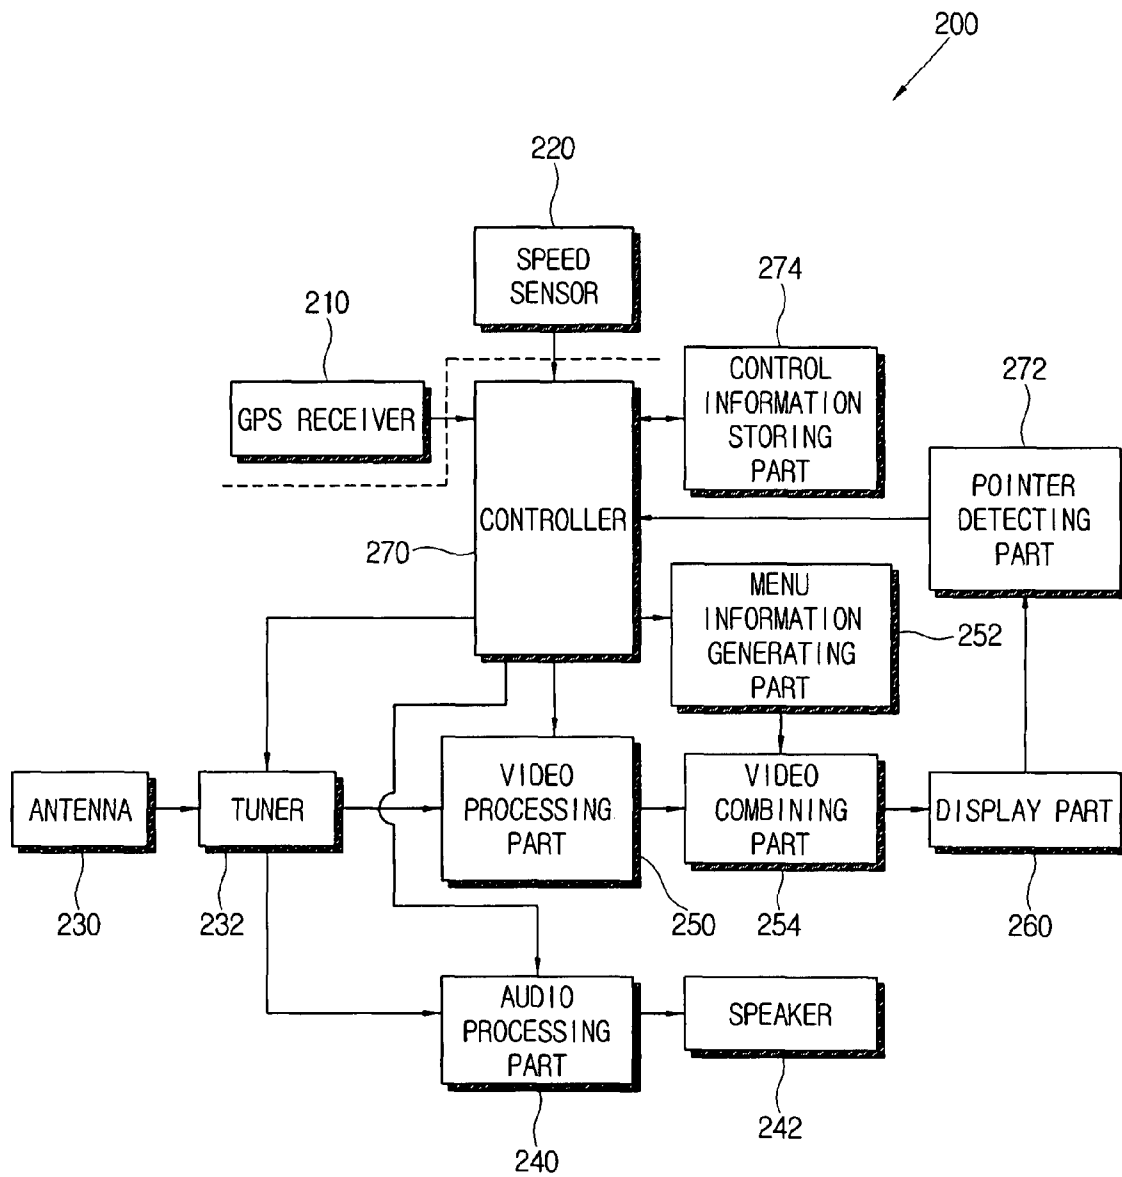 200
220
SPEED
SENSOR
274
210
CONTROL
INFORMATION
STORING
PART
272
GPS RECEIVER
POINTER
DETECTING
PART
CONTROLLER
270
MENU
INFORMATION
GENERATING
PART
252
VIDEO
PROCESSING
PART
VIDEO
COMBINING
PART
ANTENNA
TUNER
DISPLAY PART
230
232
250
254
260
AUDIO
PROCESSING
PART
SPEAKER
242
240